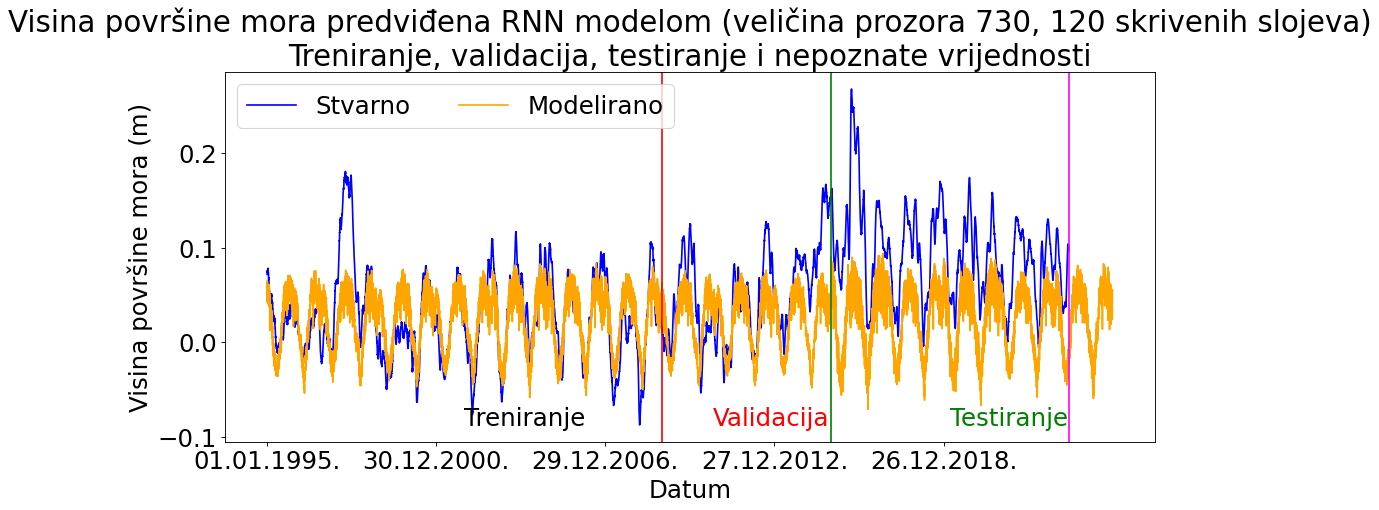 Visina površine mora predviđena RNN modelom (veličina prozora 730, 120 skrivenih slojeva)
Treniranje, validacija, testiranje i nepoznate vrijednosti
Stvarno Modelirano
Visina površine mora (m)
0.2
0.1
0.0
−0.1
Treniranje Validacija Testiranje
01.01.1995. 30.12.2000. 29.12.2006. 27.12.2012. 26.12.2018.
Datum